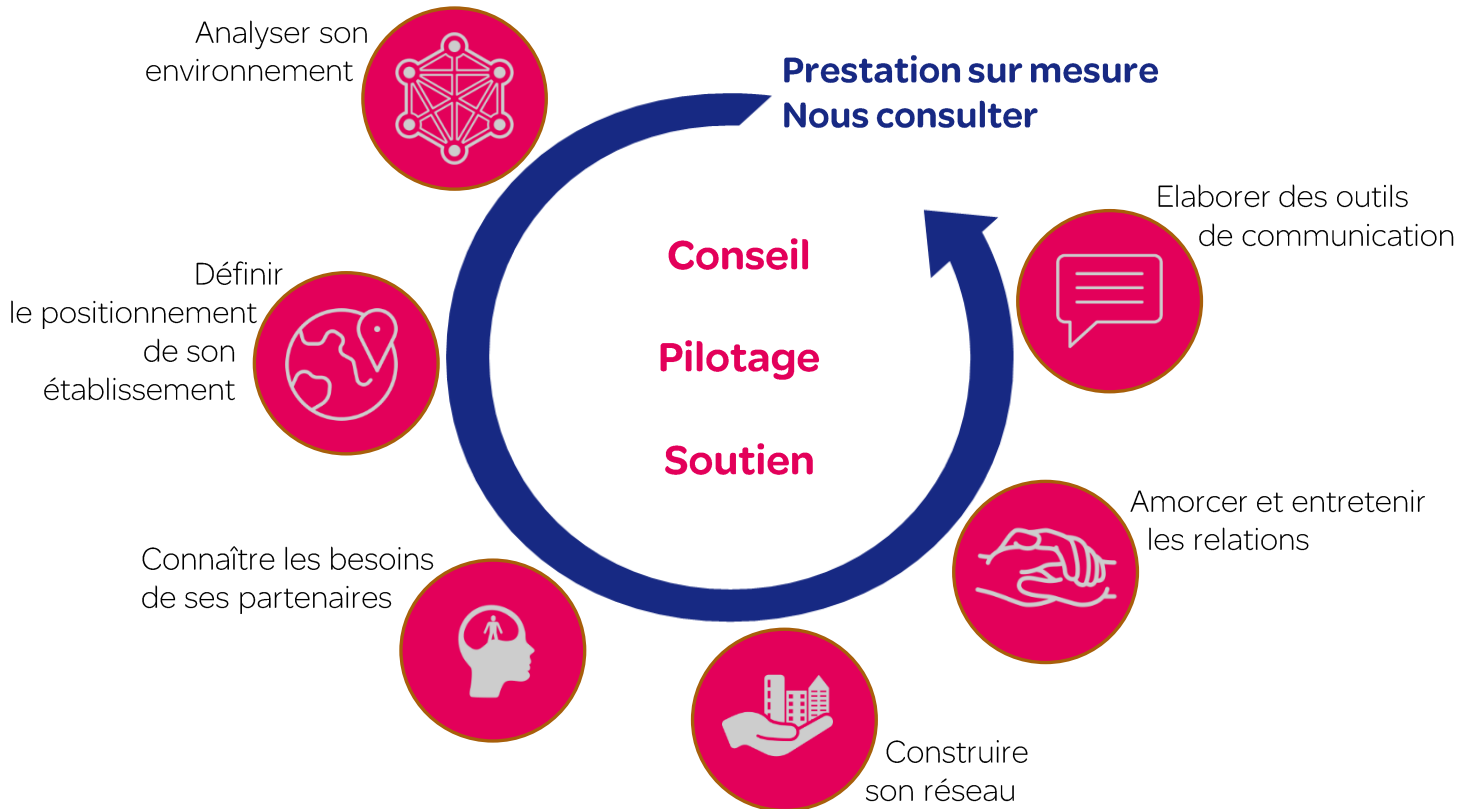 Analyser son
environnement
Prestation sur mesure
Nous consulter
Elaborer des outils
de communication
Conseil
Définir
le positionnement
de son
établissement
Pilotage
Soutien
Amorcer et entretenir
les relations
Connaître les besoins
de ses partenaires
Construire
son réseau